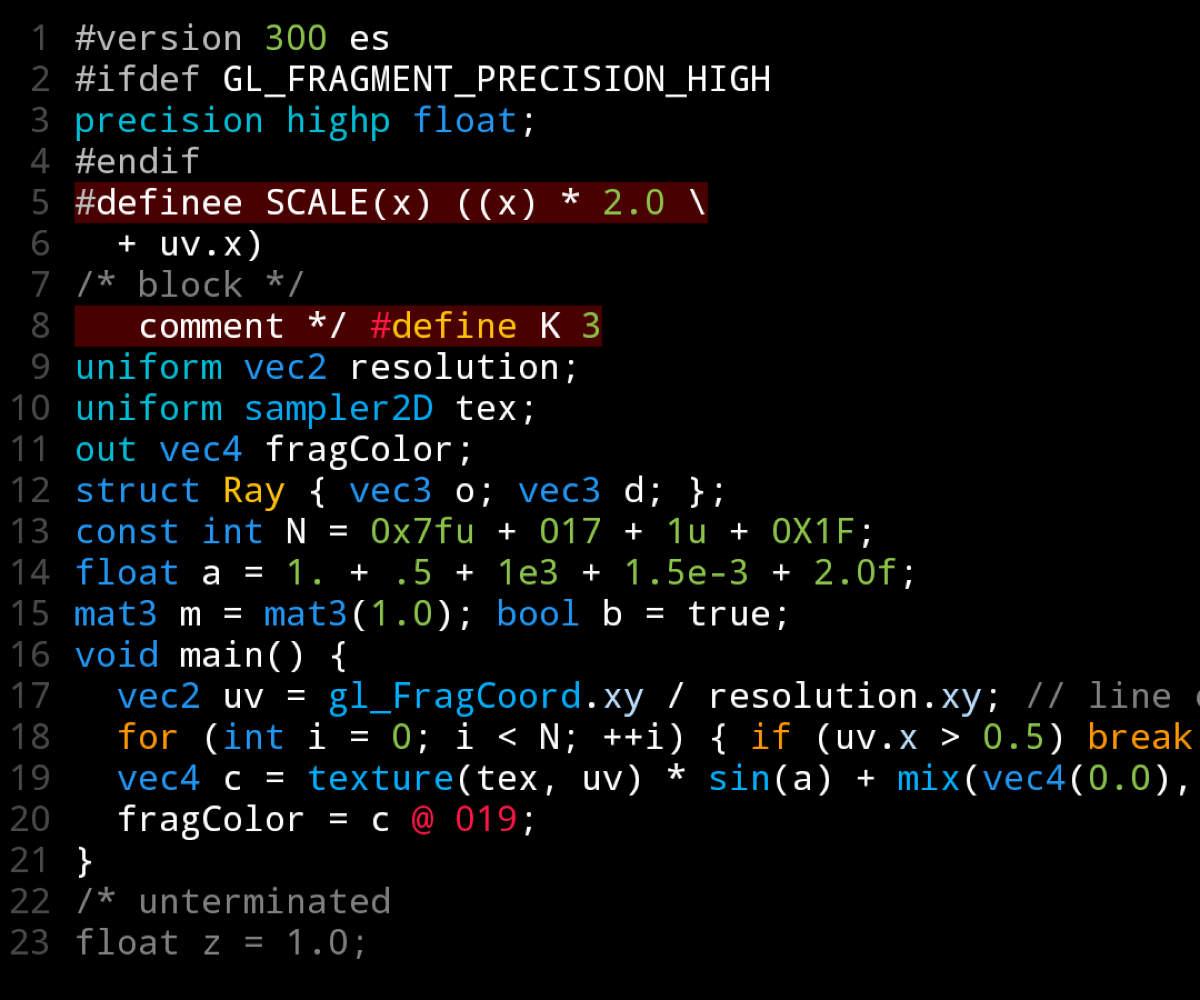 1 #version 300 es
2 #ifdef GL_FRAGMENT_PRECISION_HIGH
3 precision highp float;
4 #endif
5 #definee SCALE(x) ((x) * 2.0 \
6   + uv.x)
7 /* block */
8    comment */ #define K 3
9 uniform vec2 resolution;
10 uniform sampler2D tex;
11 out vec4 fragColor;
12 struct Ray { vec3 o; vec3 d; };
13 const int N = 0x7fu + 017 + 1u + 0X1F;
14 float a = 1. + .5 + 1e3 + 1.5e-3 + 2.0f;
15 mat3 m = mat3(1.0); bool b = true;
16 void main() {
17   vec2 uv = gl_FragCoord.xy / resolution.xy; // line
18   for (int i = 0; i < N; ++i) { if (uv.x > 0.5) break
19   vec4 c = texture(tex, uv) * sin(a) + mix(vec4(0.0),
20   fragColor = c @ 019;
21 }
22 /* unterminated
23 float z = 1.0;